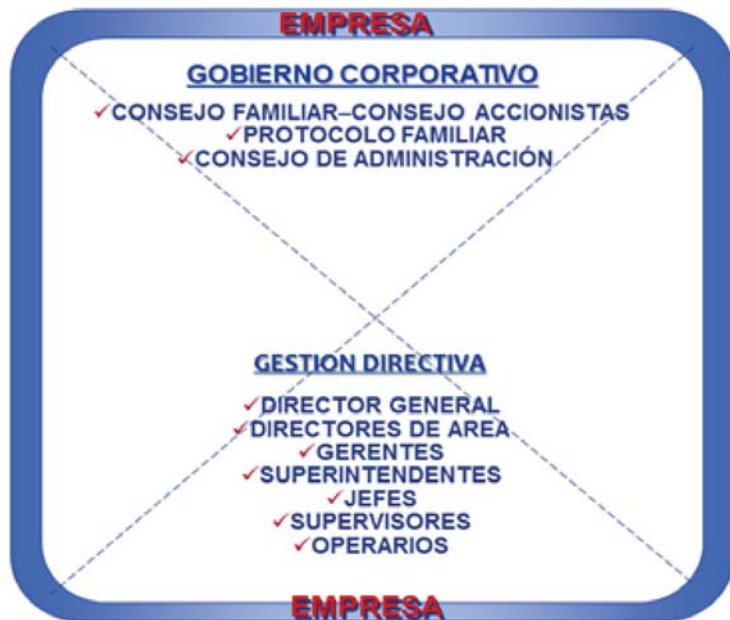 EMPRESA
GOBIERNO CORPORATIVO
✓CONSEJO FAMILIAR–CONSEJO ACCIONISTAS
✓PROTOCOLO FAMILIAR
✓CONSEJO DE ADMINISTRACIÓN
GESTION DIRECTIVA
✓DIRECTOR GENERAL
✓DIRECTORES DE AREA
✓GERENTES
✓SUPERINTENDENTES
✓JEFES
✓SUPERVISORES
✓OPERARIOS
EMPRESA